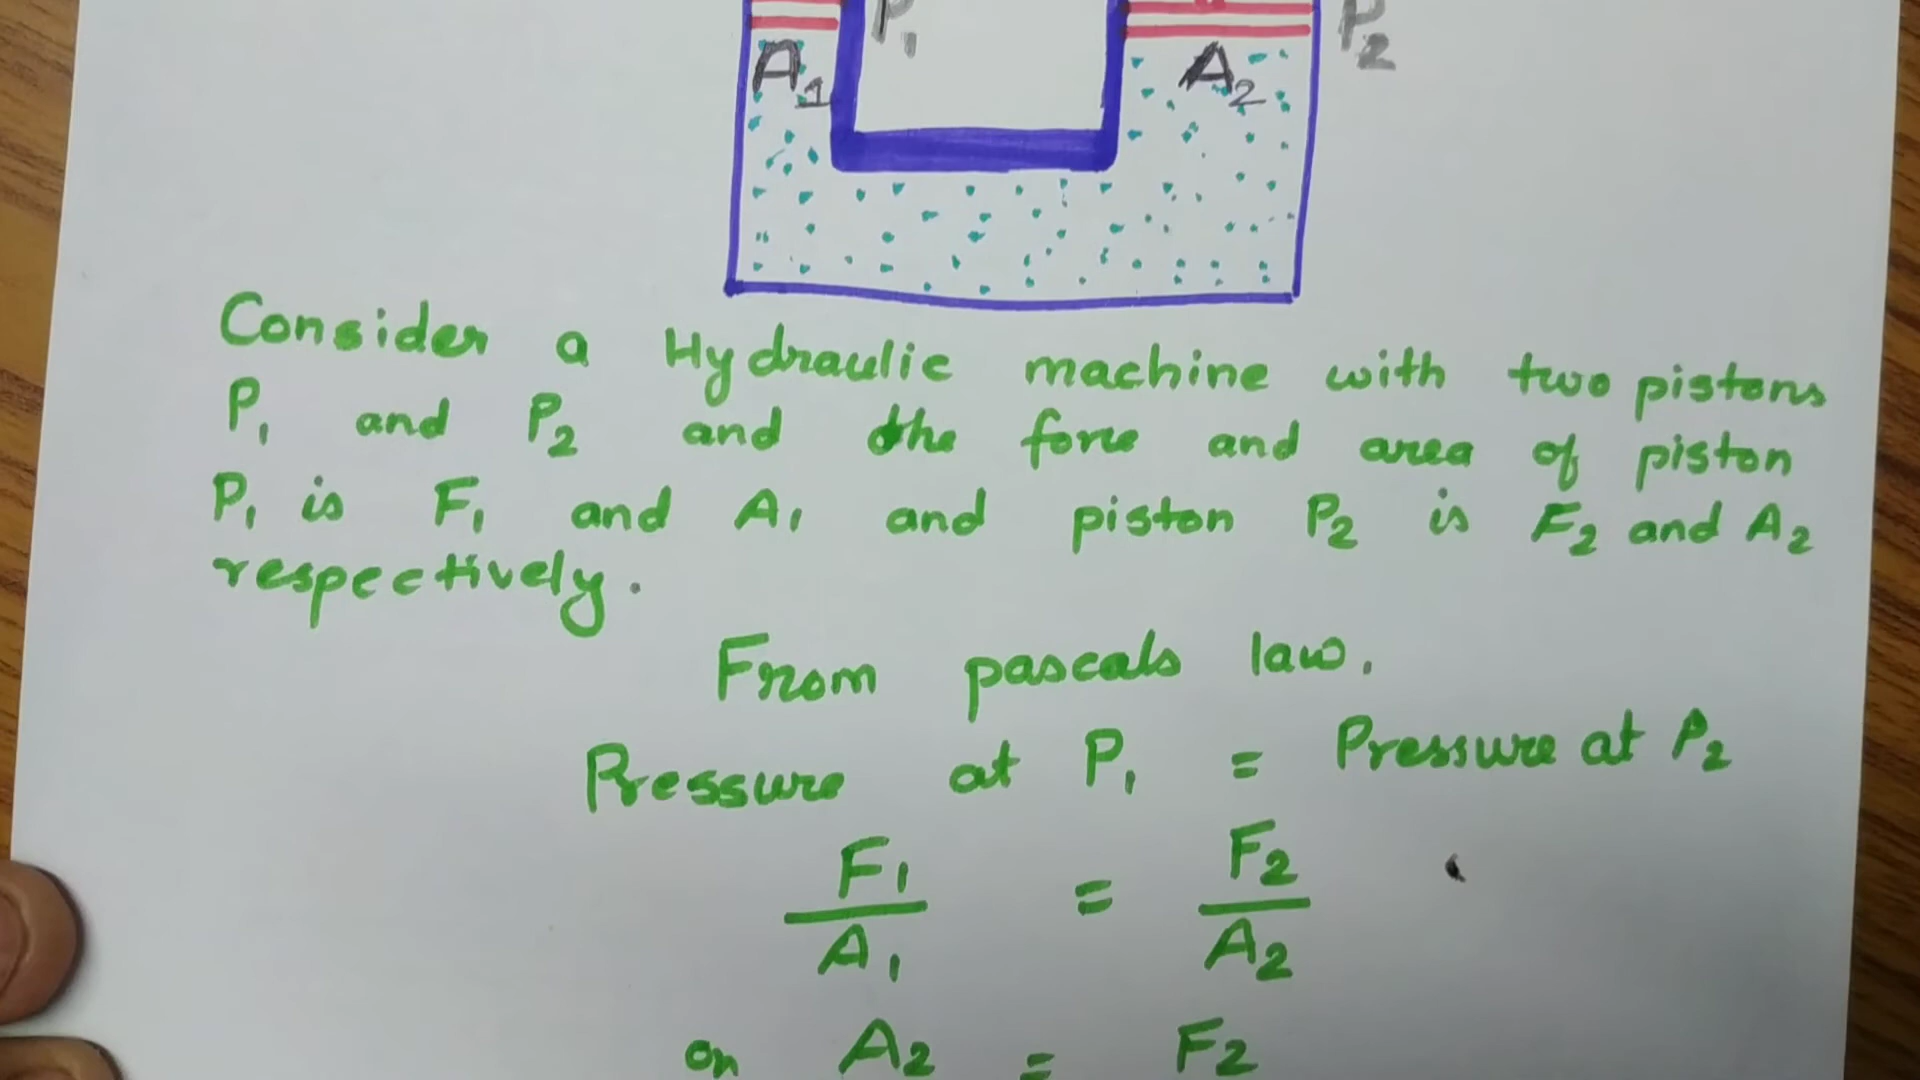 P₁ P₂
A₁ A₂
Consider a Hydraulic machine with two pistons
P₁ and P₂ and the force and area of piston
P₁ is F₁ and A₁ and piston P₂ is F₂ and A₂
respectively.
From pascals law.
Pressure at P₁ = Pressure at P₂
F₁ = F₂
A₁ A₂
or A₂ = F₂